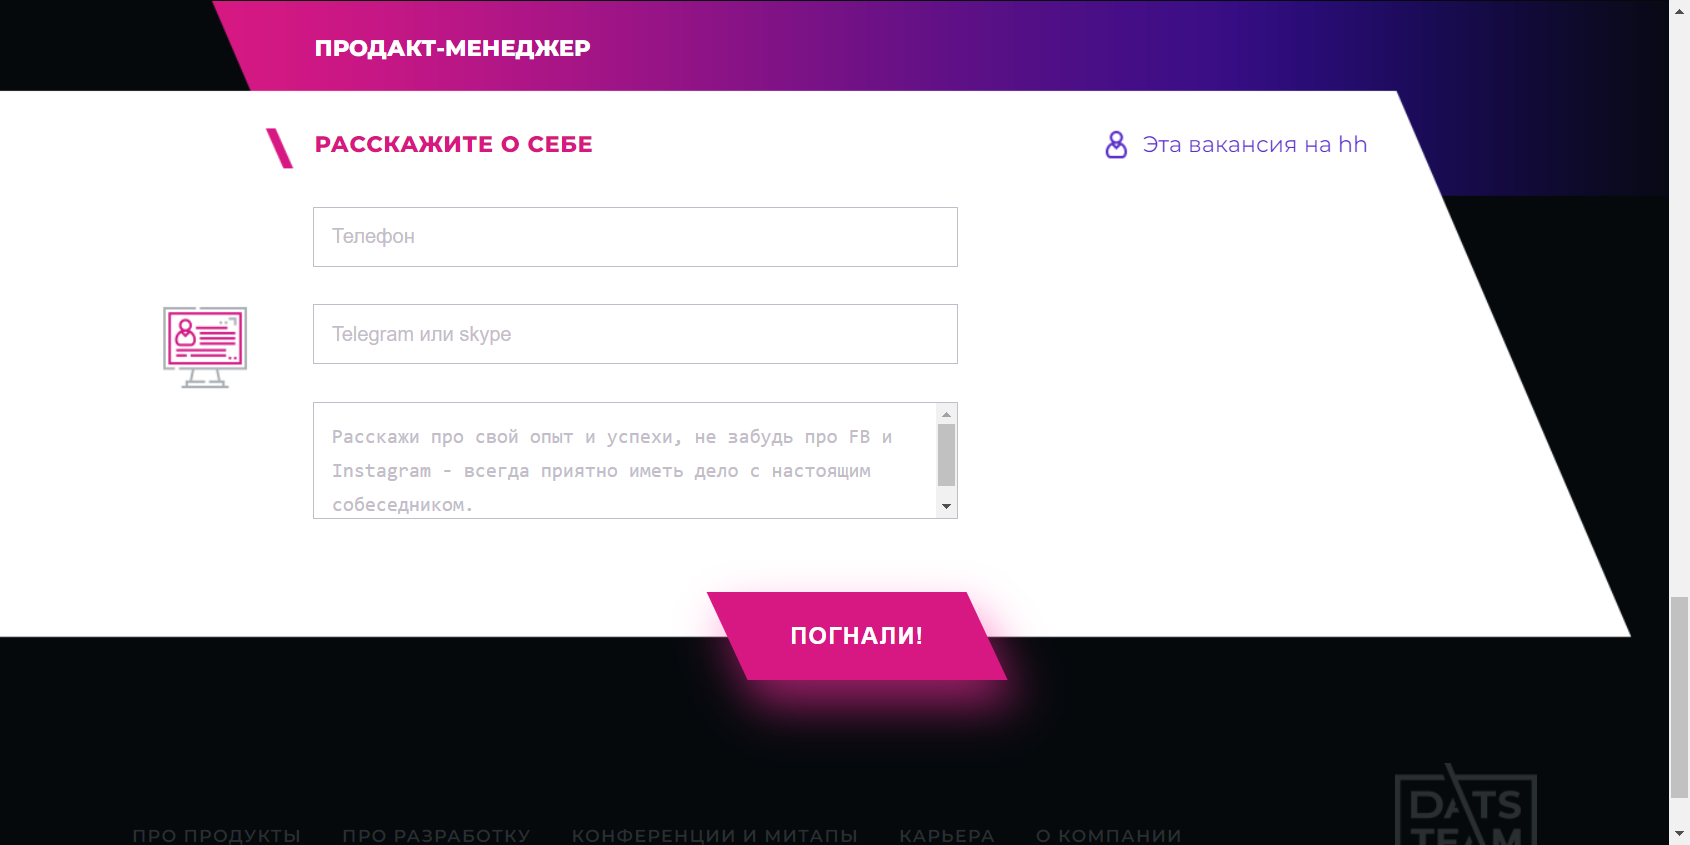 ПРОДАКТ-МЕНЕДЖЕР
РАССКАЖИТЕ О СЕБЕ
Эта вакансия на hh
Телефон
Telegram или skype
Расскажи про свой опыт и успехи, не забудь про FB и
Instagram - всегда приятно иметь дело с настоящим
собеседником.
ПОГНАЛИ!
DATS
TEAM
ПРО ПРОДУКТЫ
ПРО РАЗРАБОТКУ
КОНФЕРЕНЦИИ И МИТАПЫ
КАРЬЕРА
О КОМПАНИИ